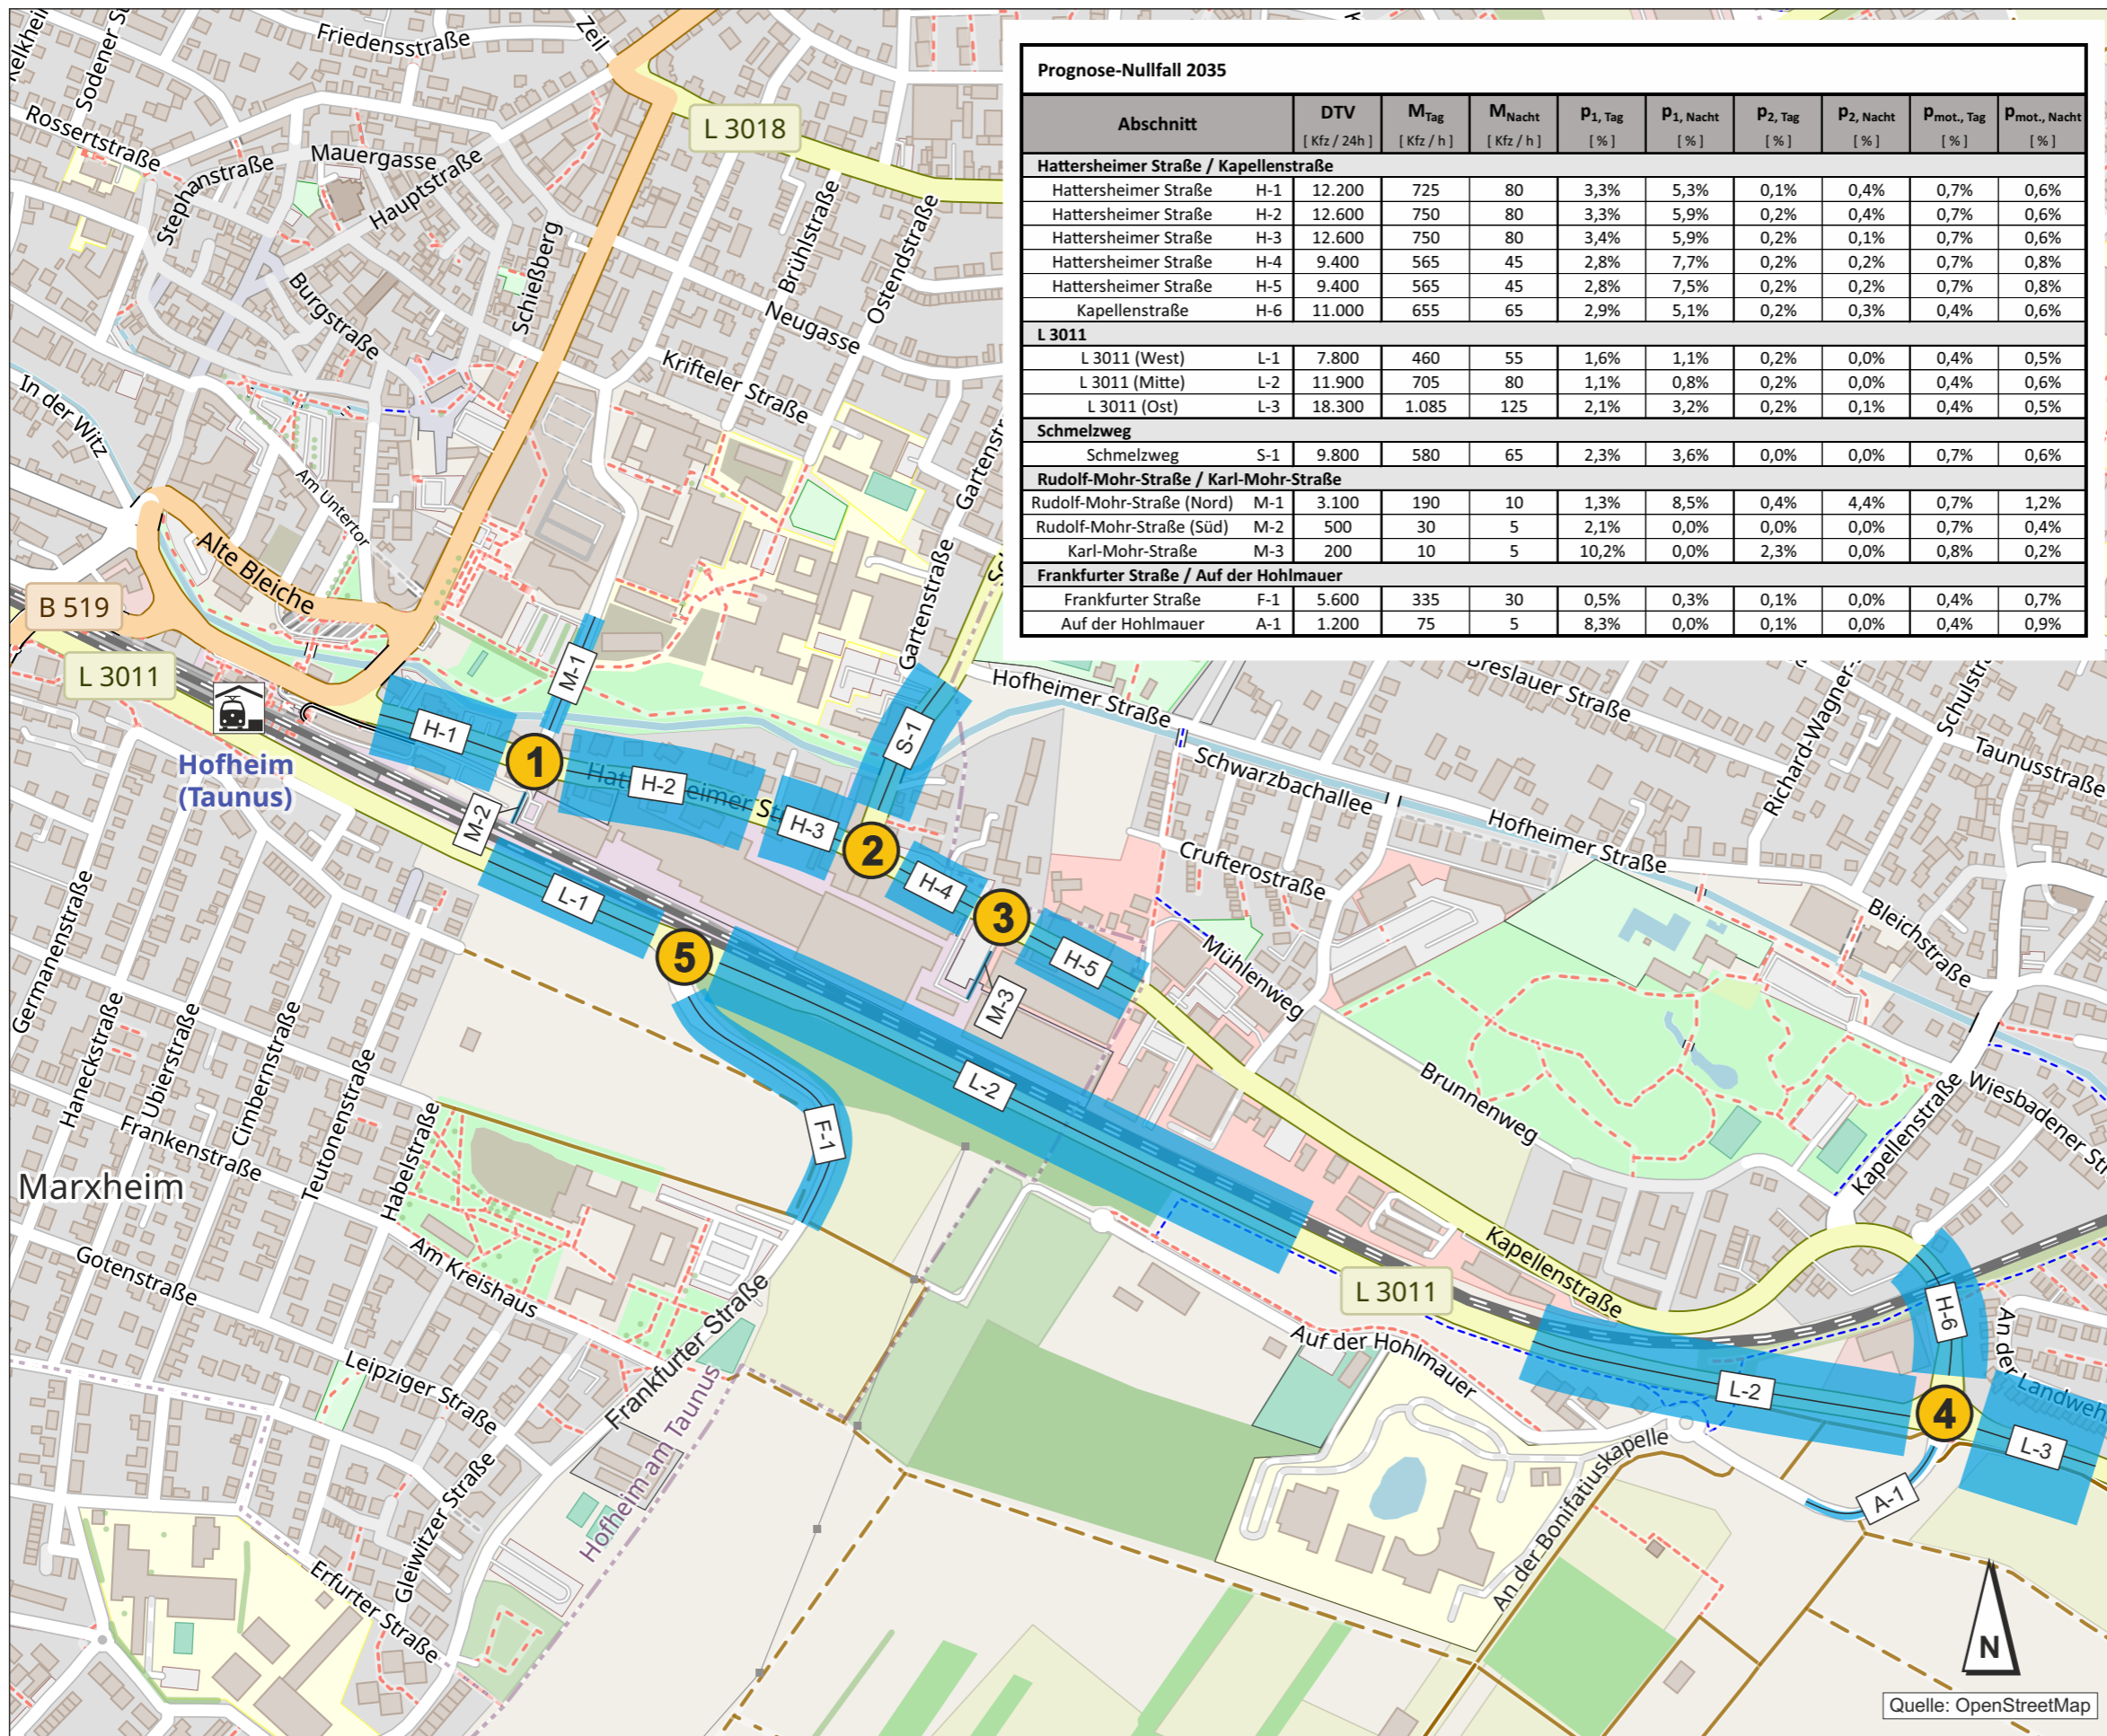 Prognose-Nullfall 2035
Abschnitt DTV M Tag M Nacht p1, Tag p1, Nacht p2, Tag p2, Nacht pmot., Tag pmot., Nacht
[ Kfz / 24h ] [ Kfz / h ] [ Kfz / h ] [ % ] [ % ] [ % ] [ % ] [ % ] [ % ]
Hattersheimer Straße / Kapellenstraße
Hattersheimer Straße H-1 12.200 725 80 3,3% 5,3% 0,1% 0,4% 0,7% 0,6%
Hattersheimer Straße H-2 12.600 750 80 3,3% 5,9% 0,2% 0,4% 0,7% 0,6%
Hattersheimer Straße H-3 12.600 750 80 3,4% 5,9% 0,2% 0,1% 0,7% 0,6%
Hattersheimer Straße H-4 9.400 565 45 2,8% 7,7% 0,2% 0,2% 0,7% 0,8%
Hattersheimer Straße H-5 9.400 565 45 2,8% 7,5% 0,2% 0,2% 0,7% 0,8%
Kapellenstraße H-6 11.000 655 65 2,9% 5,1% 0,2% 0,3% 0,4% 0,6%
L 3011
L 3011 (West) L-1 7.800 460 55 1,6% 1,1% 0,2% 0,0% 0,4% 0,5%
L 3011 (Mitte) L-2 11.900 705 80 1,1% 0,8% 0,2% 0,0% 0,4% 0,6%
L 3011 (Ost) L-3 18.300 1.085 125 2,1% 3,2% 0,2% 0,1% 0,4% 0,5%
Schmelzweg
Schmelzweg S-1 9.800 580 65 2,3% 3,6% 0,0% 0,0% 0,7% 0,6%
Rudolf-Mohr-Straße / Karl-Mohr-Straße
Rudolf-Mohr-Straße (Nord) M-1 3.100 190 10 1,3% 8,5% 0,4% 4,4% 0,7% 1,2%
Rudolf-Mohr-Straße (Süd) M-2 500 30 5 2,1% 0,0% 0,0% 0,0% 0,7% 0,4%
Karl-Mohr-Straße M-3 200 10 5 10,2% 0,0% 2,3% 0,0% 0,8% 0,2%
Frankfurter Straße / Auf der Hohlmauer
Frankfurter Straße F-1 5.600 335 30 0,5% 0,3% 0,1% 0,0% 0,4% 0,7%
Auf der Hohlmauer A-1 1.200 75 5 8,3% 0,0% 0,1% 0,0% 0,4% 0,9%
Friedensstraße
Zeil
Rossertstraße
Stephanstraße
Mauergasse
Hauptstraße
L 3018
Brühlstraße
Ostendstraße
Schießberg
Burgstraße
Neugasse
Krifteler Straße
In der Witz
Am Untertor
Alte Bleiche
B 519
L 3011
Gartenstraße
Hofheim
(Taunus)
H-1
M-1
1
M-2
H-2
H-3
S-1
2
H-4
3
H-5
M-3
L-1
5
L-2
F-1
Hofheimer Straße
Breslauer Straße
Taunusstraße
Schwarzbachallee
Hofheimer Straße
Crufterostraße
Mühlenweg
Bleichstraße
Brunnenweg
Kapellenstraße
Kapellenstraße
Germanenstraße
Haneckstraße
Ubierstraße
Cimbernstraße
Teutonenstraße
Habelstraße
Frankenstraße
Marxheim
Gotenstraße
Am Kreishaus
Leipziger Straße
Frankfurter Straße
Hofheim am Taunus
Gleiwitzer Straße
Erfurter Straße
L 3011
Auf der Hohlmauer
An der Bonifatiuskapelle
L-2
H-6
4
L-3
A-1
N
Quelle: OpenStreetMap